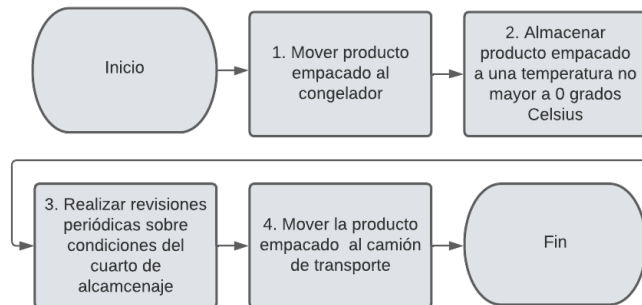 Inicio
1. Mover producto
empacado al
congelador
2. Almacenar
producto empacado
a una temperatura no
mayor a 0 grados
Celsius
3. Realizar revisiones
periódicas sobre
condiciones del
cuarto de
alcamcenaje
4. Mover la producto
empacado al camión
de transporte
Fin